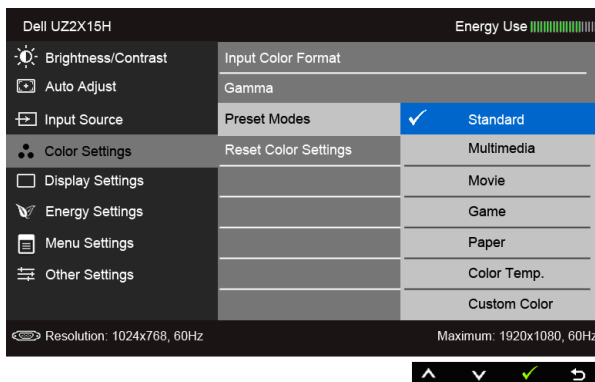 Dell UZ2X15H Energy Use
Brightness/Contrast Input Color Format
Auto Adjust Gamma
Input Source Preset Modes Standard
Color Settings Reset Color Settings Multimedia
Display Settings Movie
Energy Settings Game
Menu Settings Paper
Other Settings Color Temp.
Custom Color
Resolution: 1024x768, 60Hz Maximum: 1920x1080, 60Hz